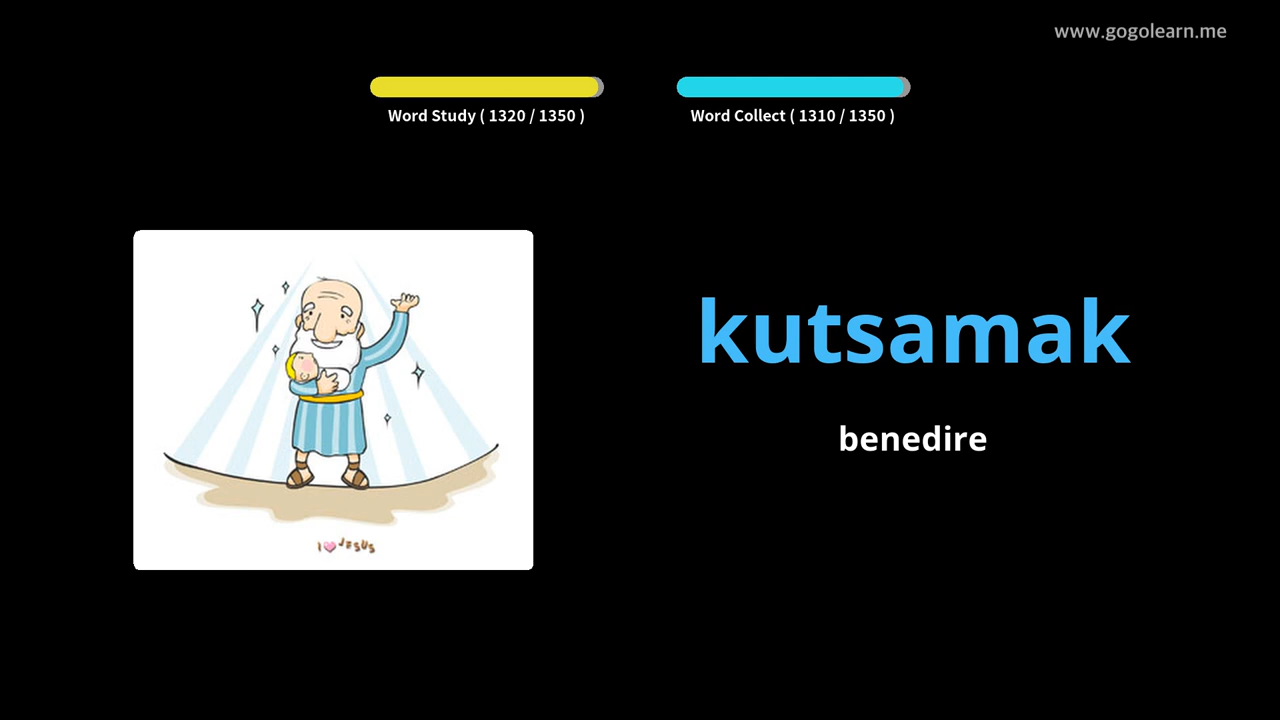 www.gogolearn.me
Word Study ( 1320 / 1350 )
Word Collect ( 1310 / 1350 )
kutsamak
benedire
I JESUS